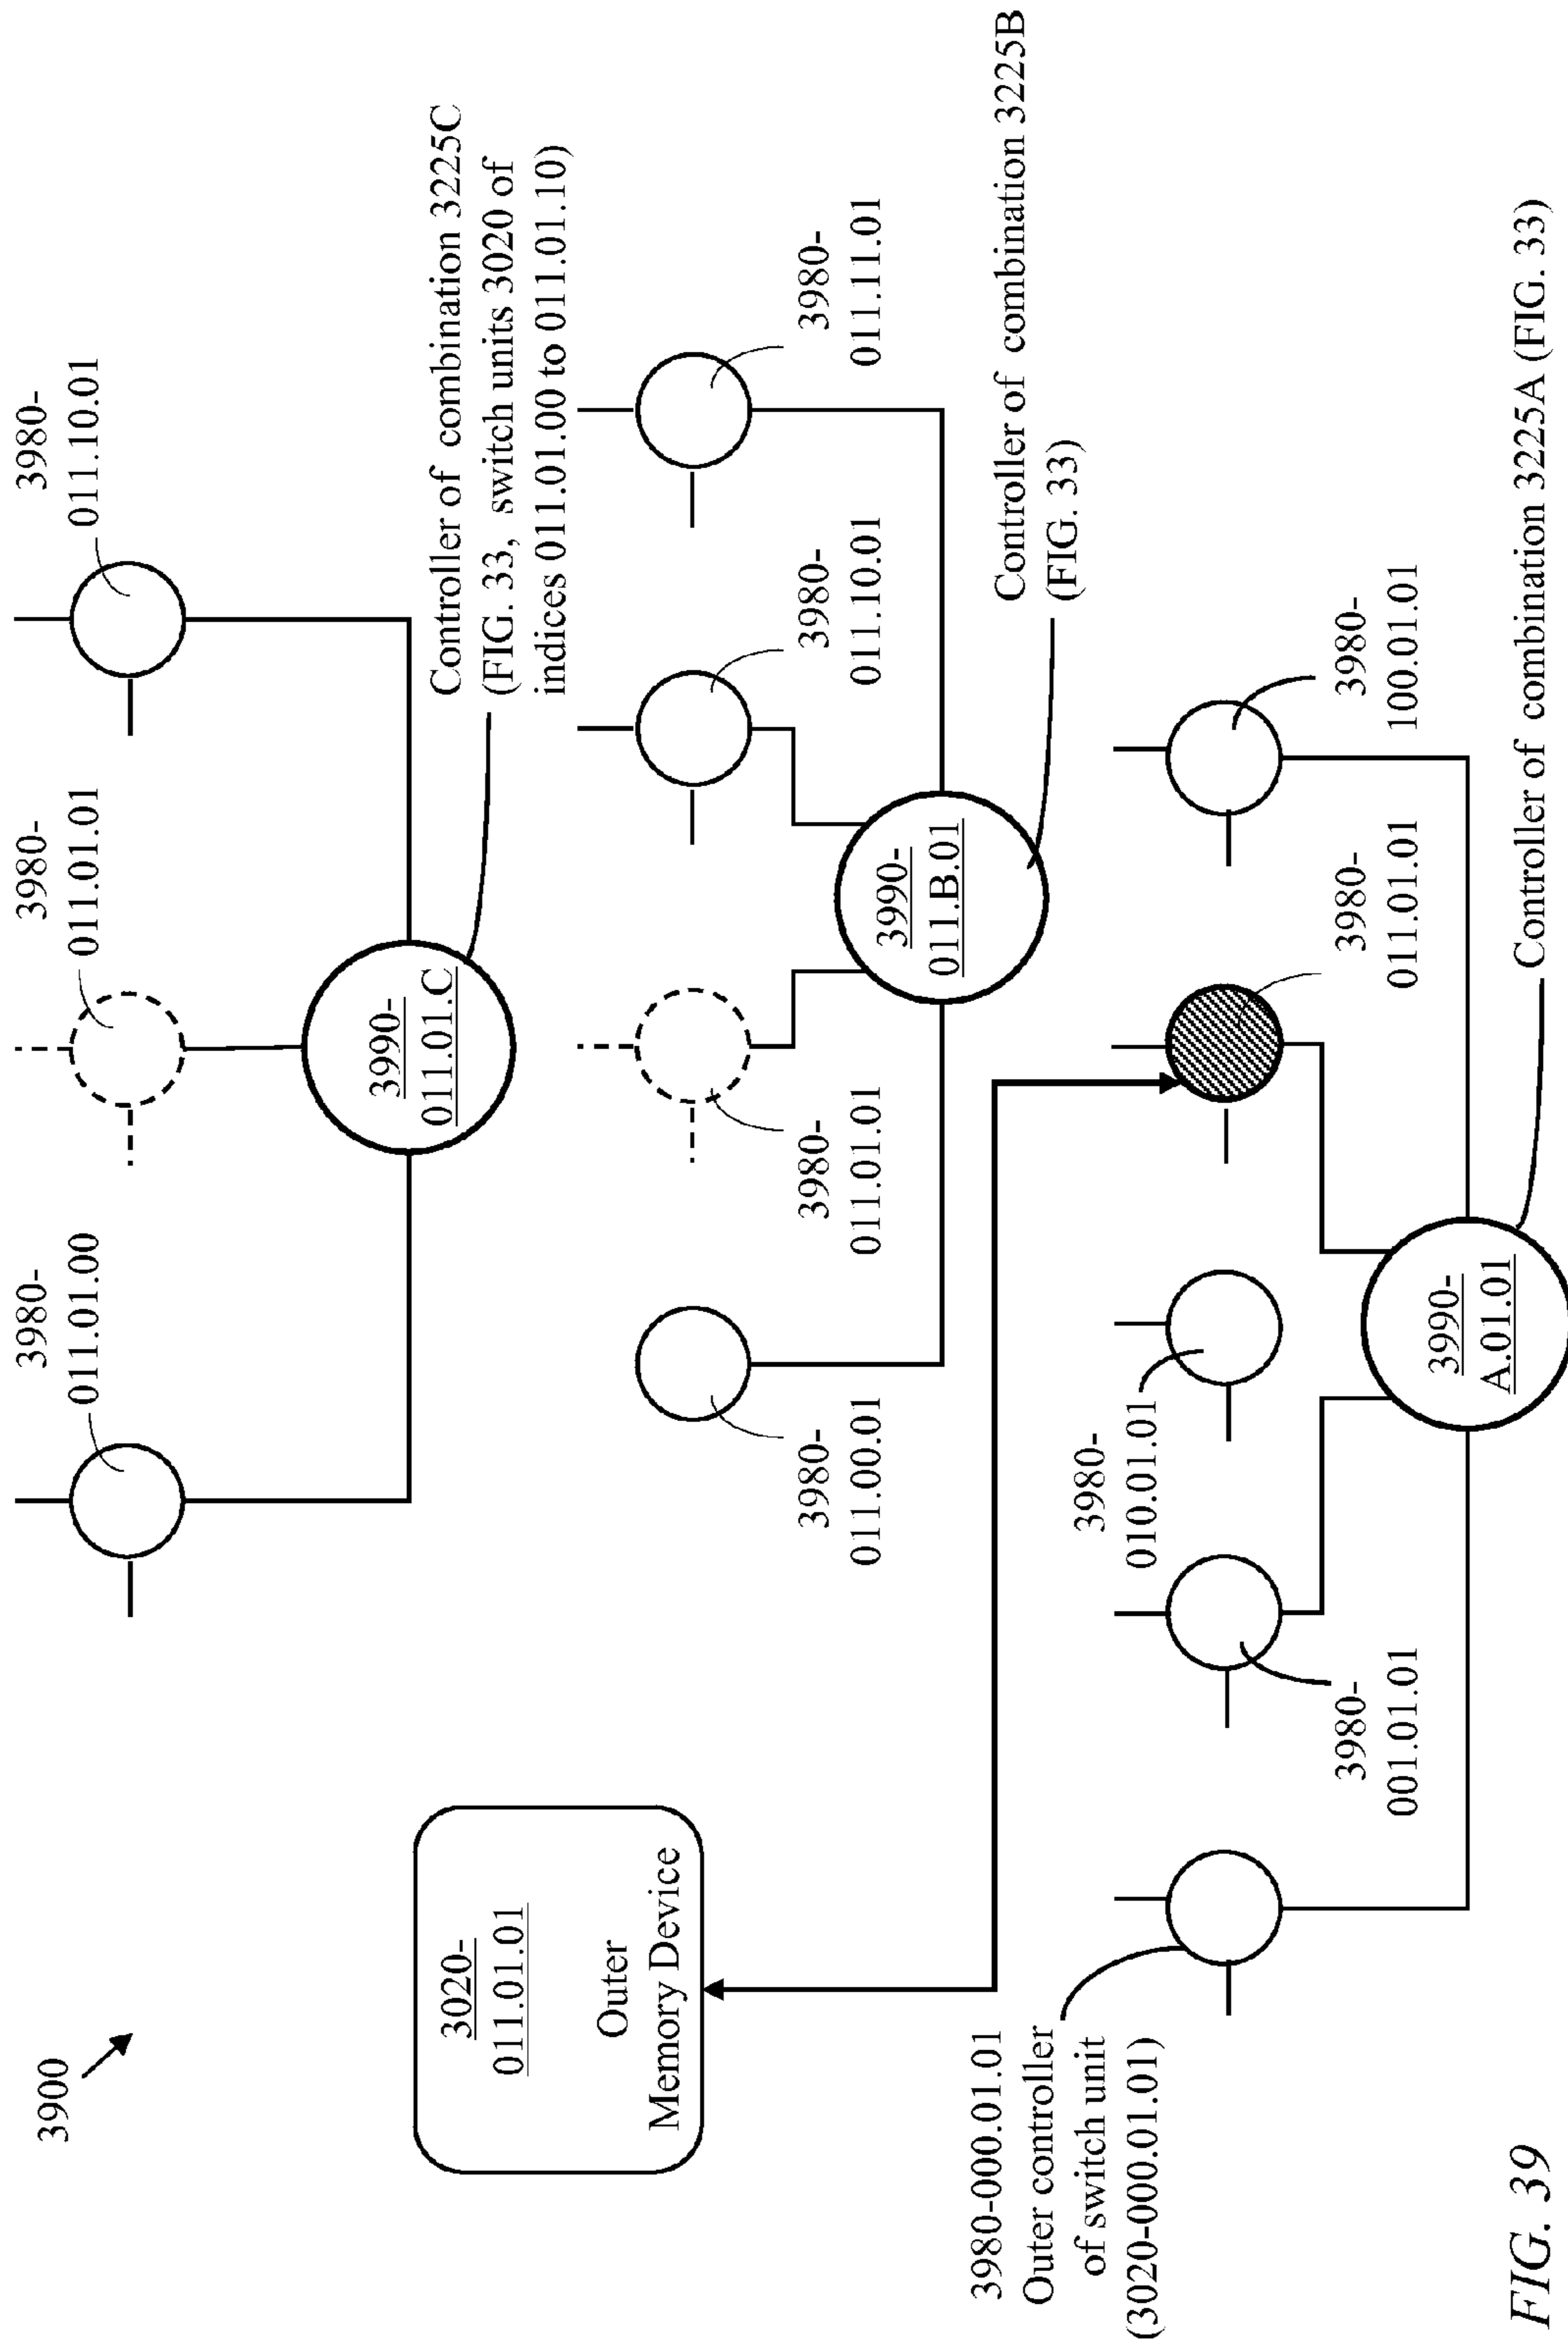 3900
3980-
011.01.00
3980-
011.01.01
3980-
011.10.01
3990-
011.01.C
Controller of combination 3225C
(FIG. 33, switch units 3020 of
indices 011.01.00 to 011.01.10)
3020-
011.01.01
Outer
Memory Device
3980-
011.00.01
3980-
011.01.01
3980-
011.10.01
3980-
011.11.01
3990-
011.B.01
Controller of combination 3225B
(FIG. 33)
3980-000.01.01
Outer controller
of switch unit
(3020-000.01.01)
3980-
001.01.01
3980-
010.01.01
3980-
011.01.01
3980-
100.01.01
3990-
A.01.01
Controller of combination 3225A (FIG. 33)
FIG. 39